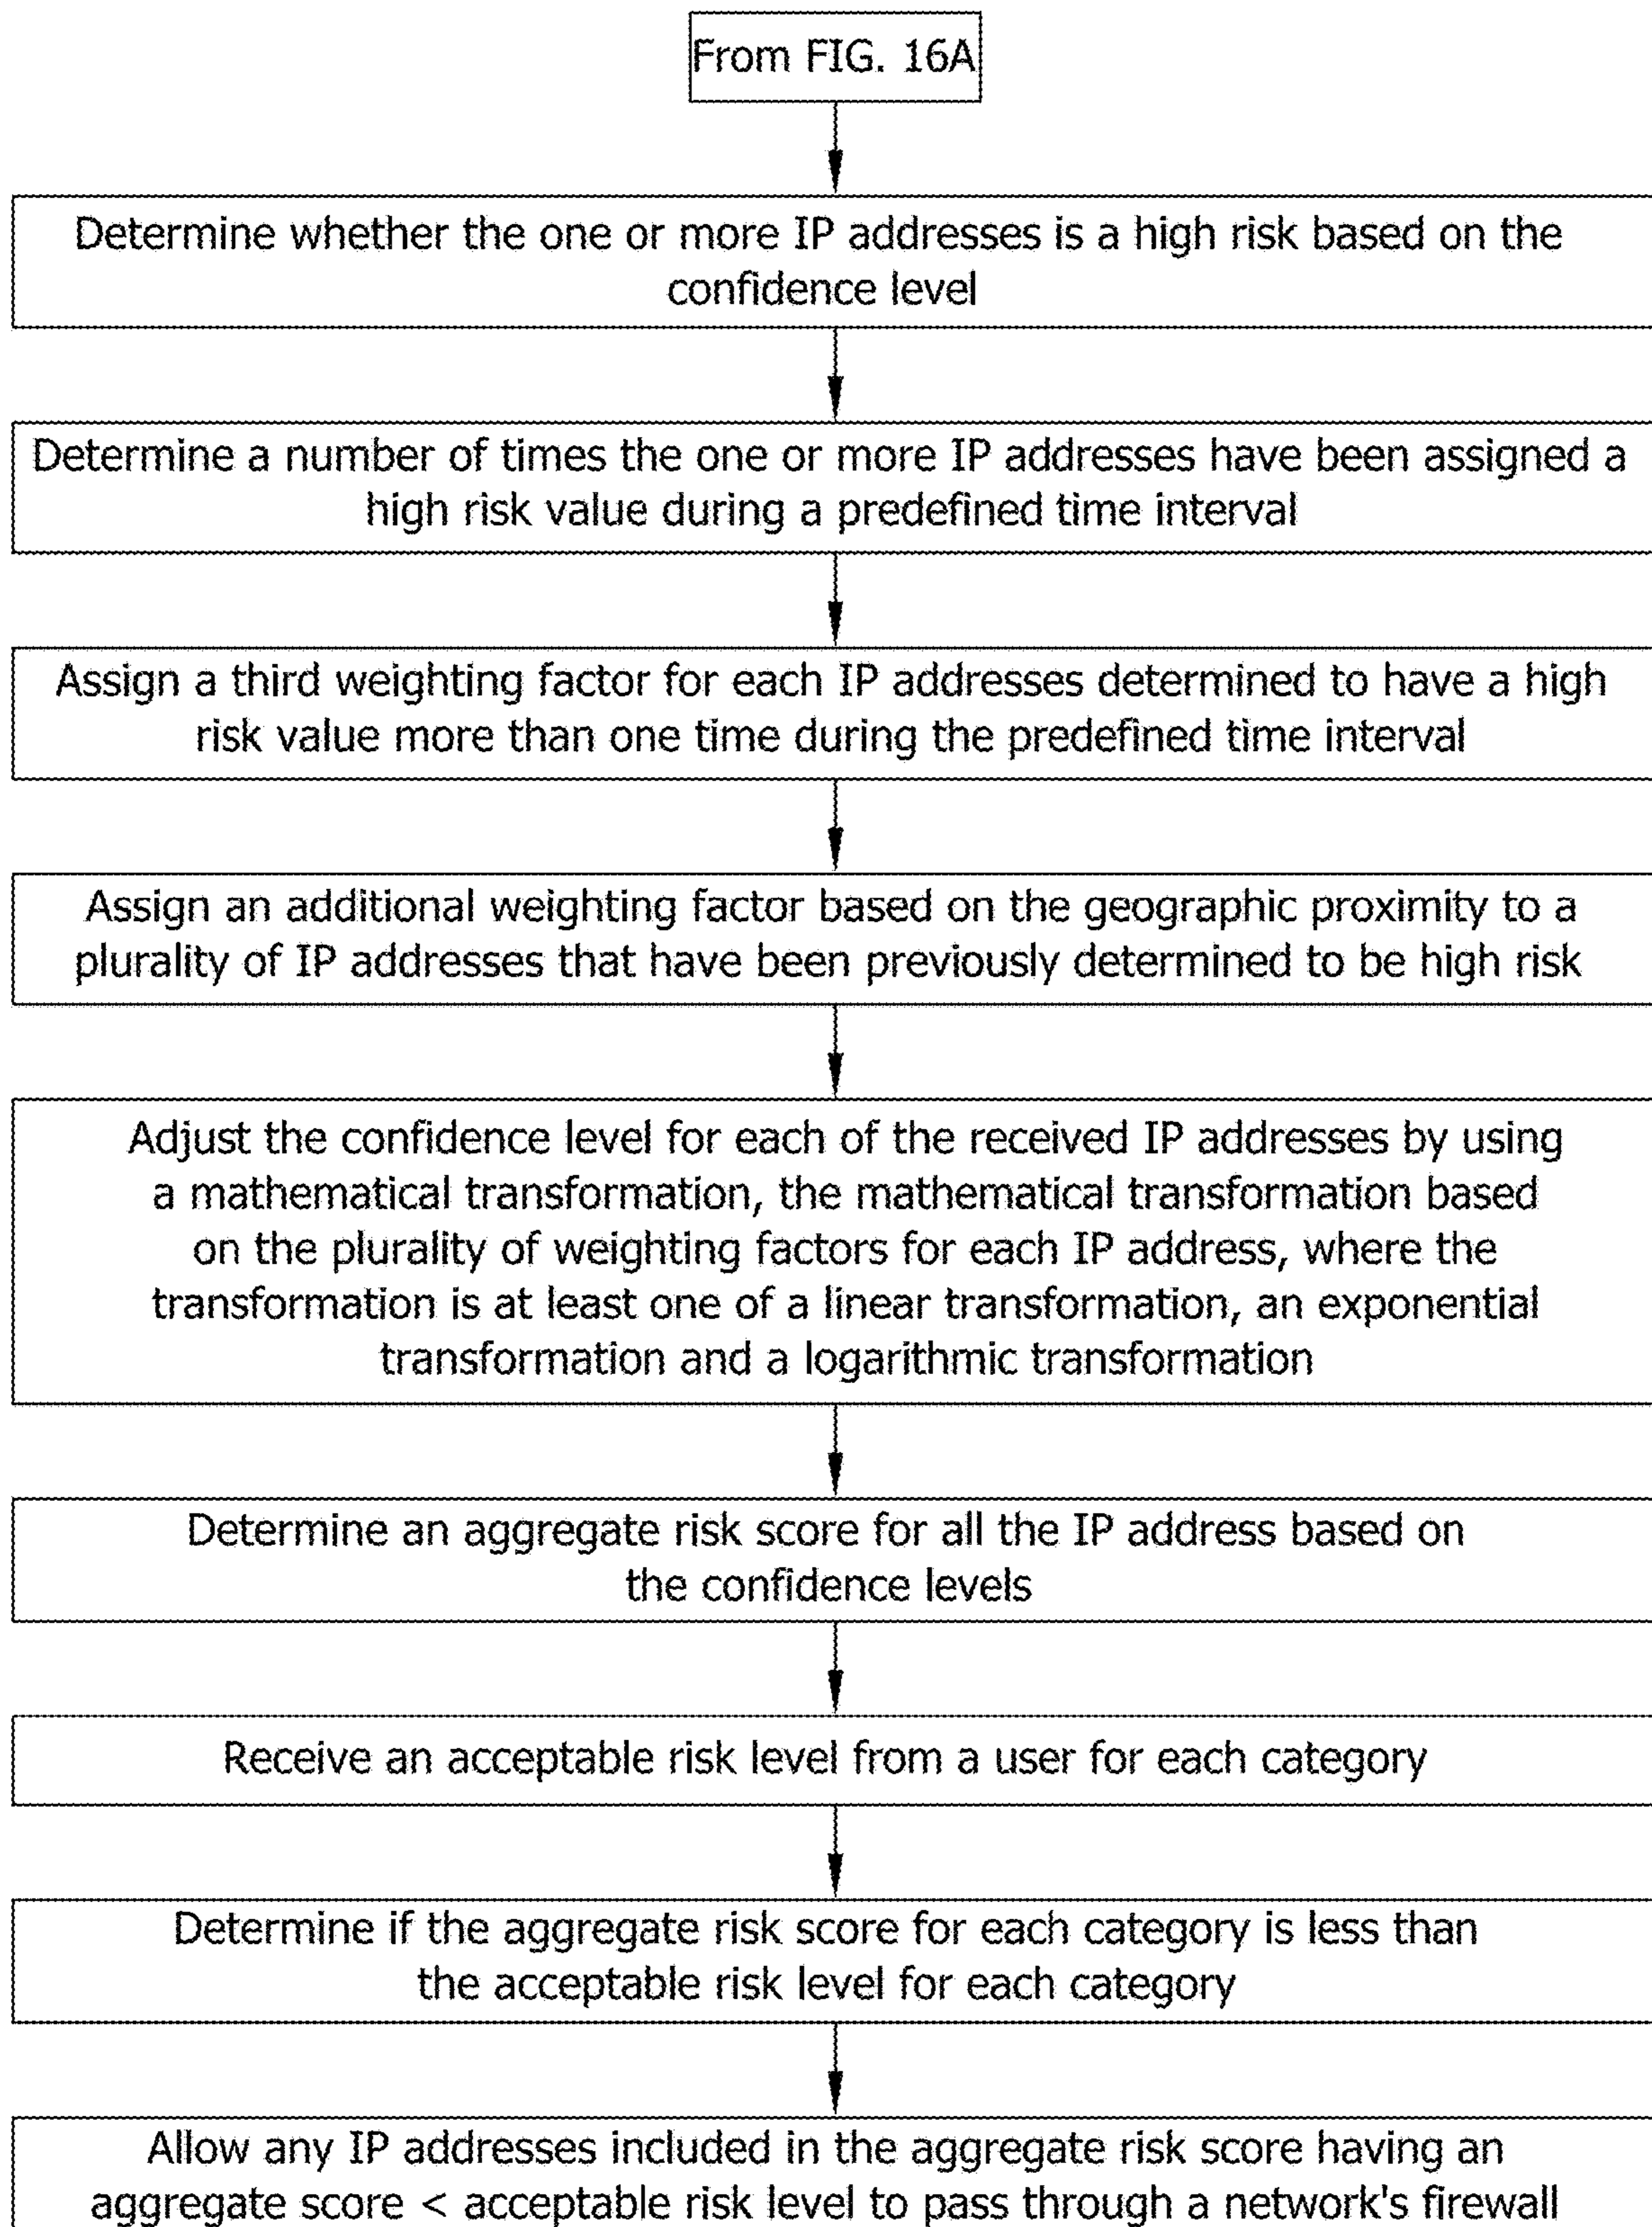 From FIG. 16A
Determine whether the one or more IP addresses is a high risk based on the
confidence level
Determine a number of times the one or more IP addresses have been assigned a
high risk value during a predefined time interval
Assign a third weighting factor for each IP addresses determined to have a high
risk value more than one time during the predefined time interval
Assign an additional weighting factor based on the geographic proximity to a
plurality of IP addresses that have been previously determined to be high risk
Adjust the confidence level for each of the received IP addresses by using
a mathematical transformation, the mathematical transformation based
on the plurality of weighting factors for each IP address, where the
transformation is at least one of a linear transformation, an exponential
transformation and a logarithmic transformation
Determine an aggregate risk score for all the IP address based on
the confidence levels
Receive an acceptable risk level from a user for each category
Determine if the aggregate risk score for each category is less than
the acceptable risk level for each category
Allow any IP addresses included in the aggregate risk score having an
aggregate score < acceptable risk level to pass through a network's firewall